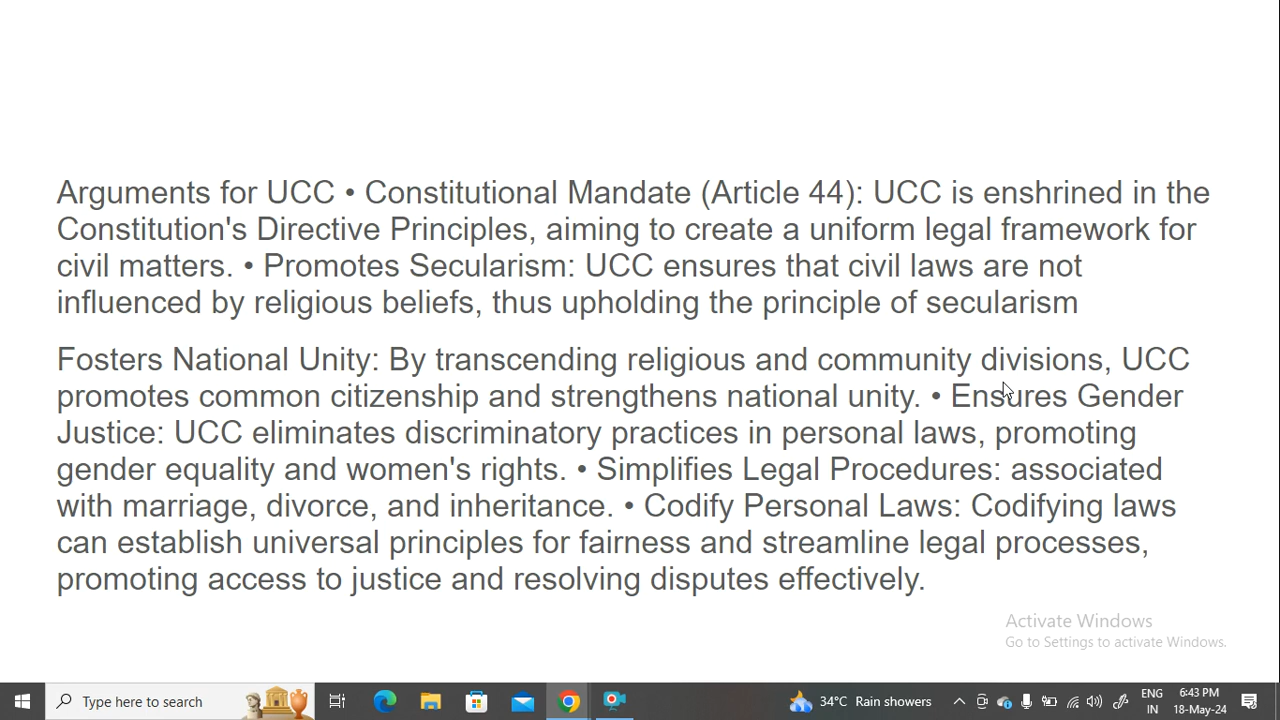 Arguments for UCC • Constitutional Mandate (Article 44): UCC is enshrined in the
Constitution's Directive Principles, aiming to create a uniform legal framework for
civil matters. • Promotes Secularism: UCC ensures that civil laws are not
influenced by religious beliefs, thus upholding the principle of secularism
Fosters National Unity: By transcending religious and community divisions, UCC
promotes common citizenship and strengthens national unity. • Ensures Gender
Justice: UCC eliminates discriminatory practices in personal laws, promoting
gender equality and women's rights. • Simplifies Legal Procedures: associated
with marriage, divorce, and inheritance. • Codify Personal Laws: Codifying laws
can establish universal principles for fairness and streamline legal processes,
promoting access to justice and resolving disputes effectively.
Activate Windows
Go to Settings to activate Windows.
Type here to search
34°C Rain showers
ENG
IN
6:43 PM
18-May-24